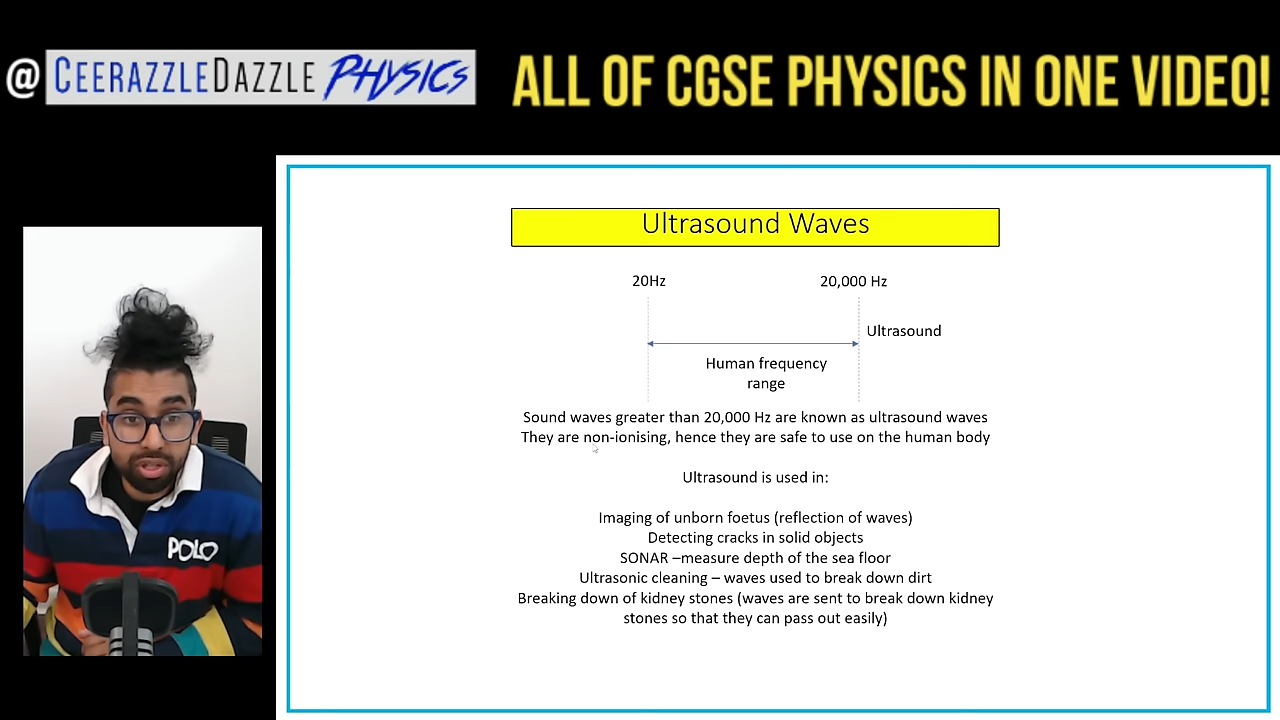 @CEERAZZLEDAZZLE PHYSICS
ALL OF CGSE PHYSICS IN ONE VIDEO!
Ultrasound Waves
20Hz
20,000 Hz
Ultrasound
Human frequency
range
Sound waves greater than 20,000 Hz are known as ultrasound waves
They are non-ionising, hence they are safe to use on the human body
Ultrasound is used in:
Imaging of unborn foetus (reflection of waves)
Detecting cracks in solid objects
SONAR –measure depth of the sea floor
Ultrasonic cleaning – waves used to break down dirt
Breaking down of kidney stones (waves are sent to break down kidney
stones so that they can pass out easily)
POLO